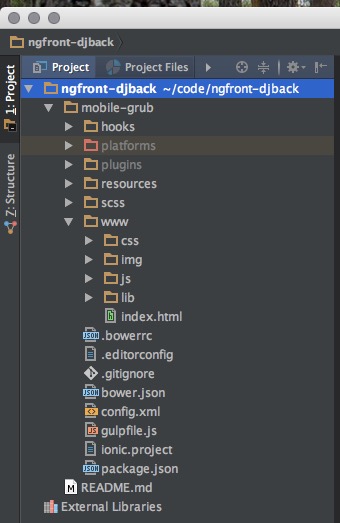 ngfront-djback
Project
Project Files
1: Project
Z: Structure
ngfront-djback ~/code/ngfront-djback
mobile-grub
hooks
platforms
plugins
resources
scss
www
css
img
js
lib
index.html
.bowerrc
.editorconfig
.gitignore
bower.json
config.xml
gulpfile.js
ionic.project
package.json
README.md
External Libraries